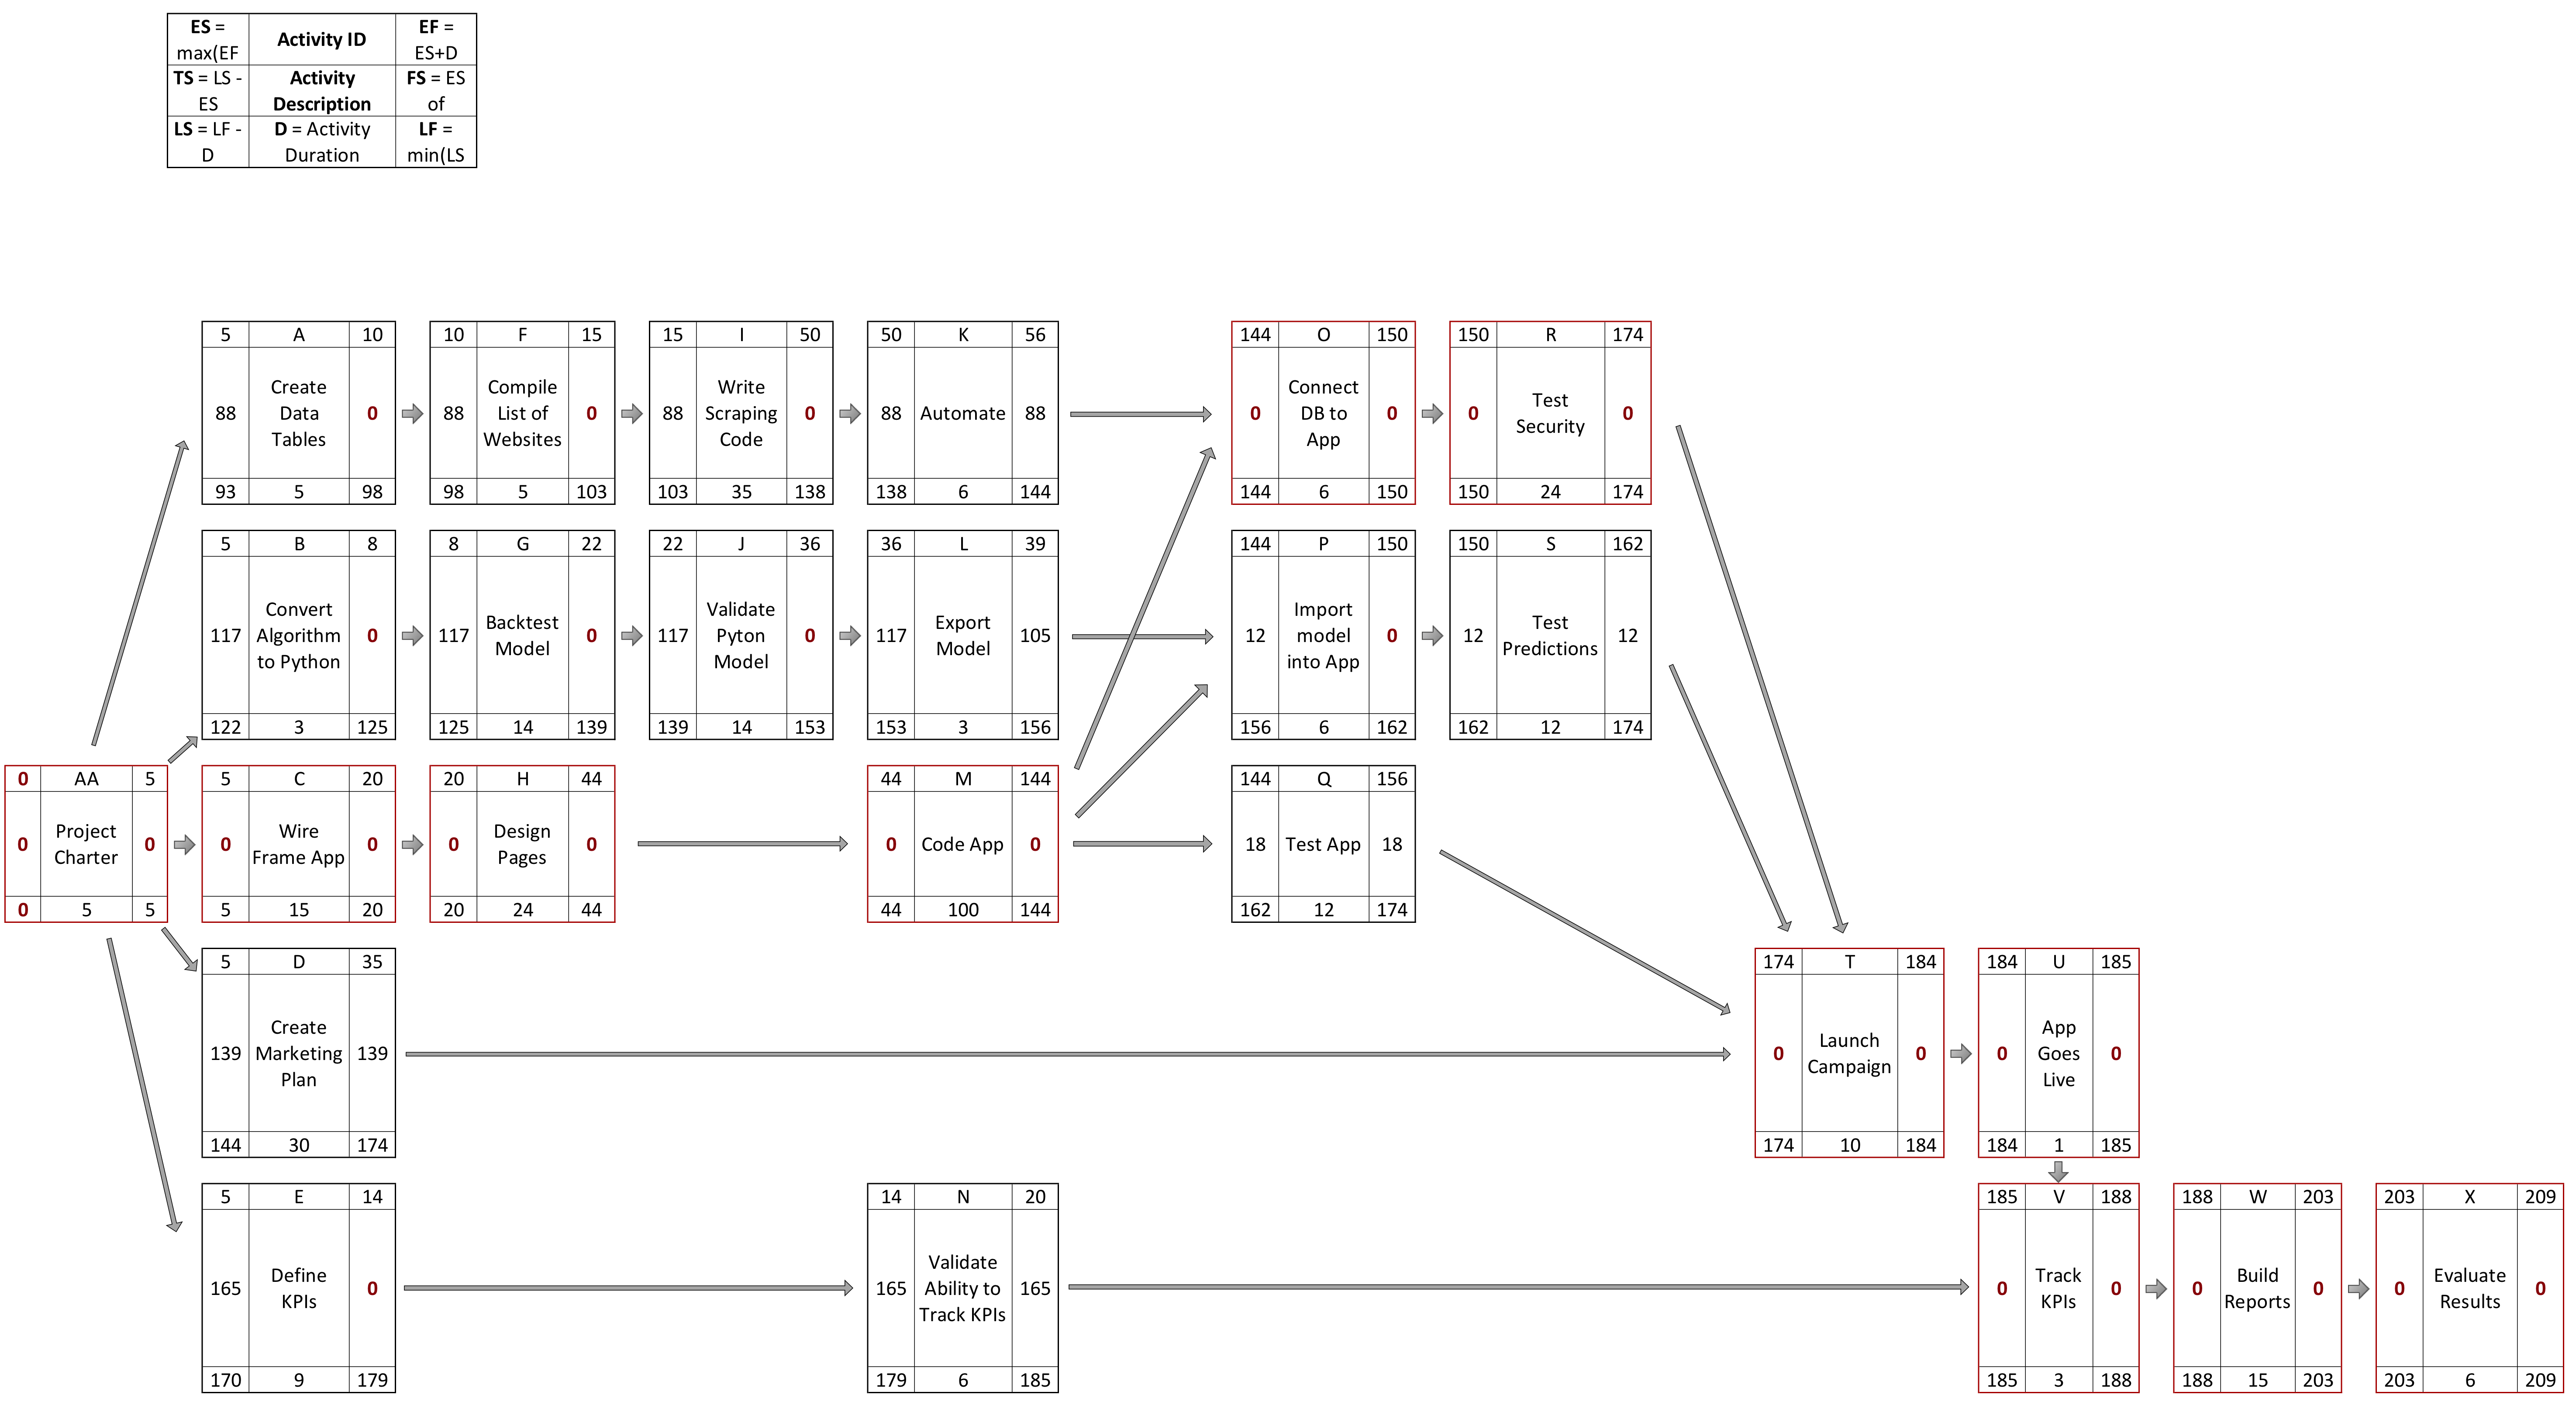 ES = Activity ID EF =
max(EF ES+D
TS = LS - Activity FS = ES
ES Description of
LS = LF - D = Activity LF =
D Duration min(LS
5 A 10
88 Create Data Tables 0
93 5 98
10 F 15
88 Compile List of Websites 0
98 5 103
15 I 50
88 Write Scraping Code 0
103 35 138
50 K 56
88 Automate 88
138 6 144
144 O 150
0 Connect DB to App 0
144 6 150
150 R 174
0 Test Security 0
150 24 174
5 B 8
117 Convert Algorithm to Python 0
122 3 125
8 G 22
117 Backtest Model 0
125 14 139
22 J 36
117 Validate Pyton Model 0
139 14 153
36 L 39
117 Export Model 105
153 3 156
144 P 150
12 Import model into App 0
156 6 162
150 S 162
12 Test Predictions 12
162 12 174
0 AA 5
0 Project Charter 0
0 5 5
5 C 20
0 Wire Frame App 0
5 15 20
20 H 44
0 Design Pages 0
20 24 44
44 M 144
0 Code App 0
44 100 144
144 Q 156
18 Test App 18
162 12 174
5 D 35
139 Create Marketing Plan 139
144 30 174
174 T 184
0 Launch Campaign 0
174 10 184
184 U 185
0 App Goes Live 0
184 1 185
5 E 14
165 Define KPIs 0
170 9 179
14 N 20
165 Validate Ability to Track KPIs 165
179 6 185
185 V 188
0 Track KPIs 0
185 3 188
188 W 203
0 Build Reports 0
188 15 203
203 X 209
0 Evaluate Results 0
203 6 209